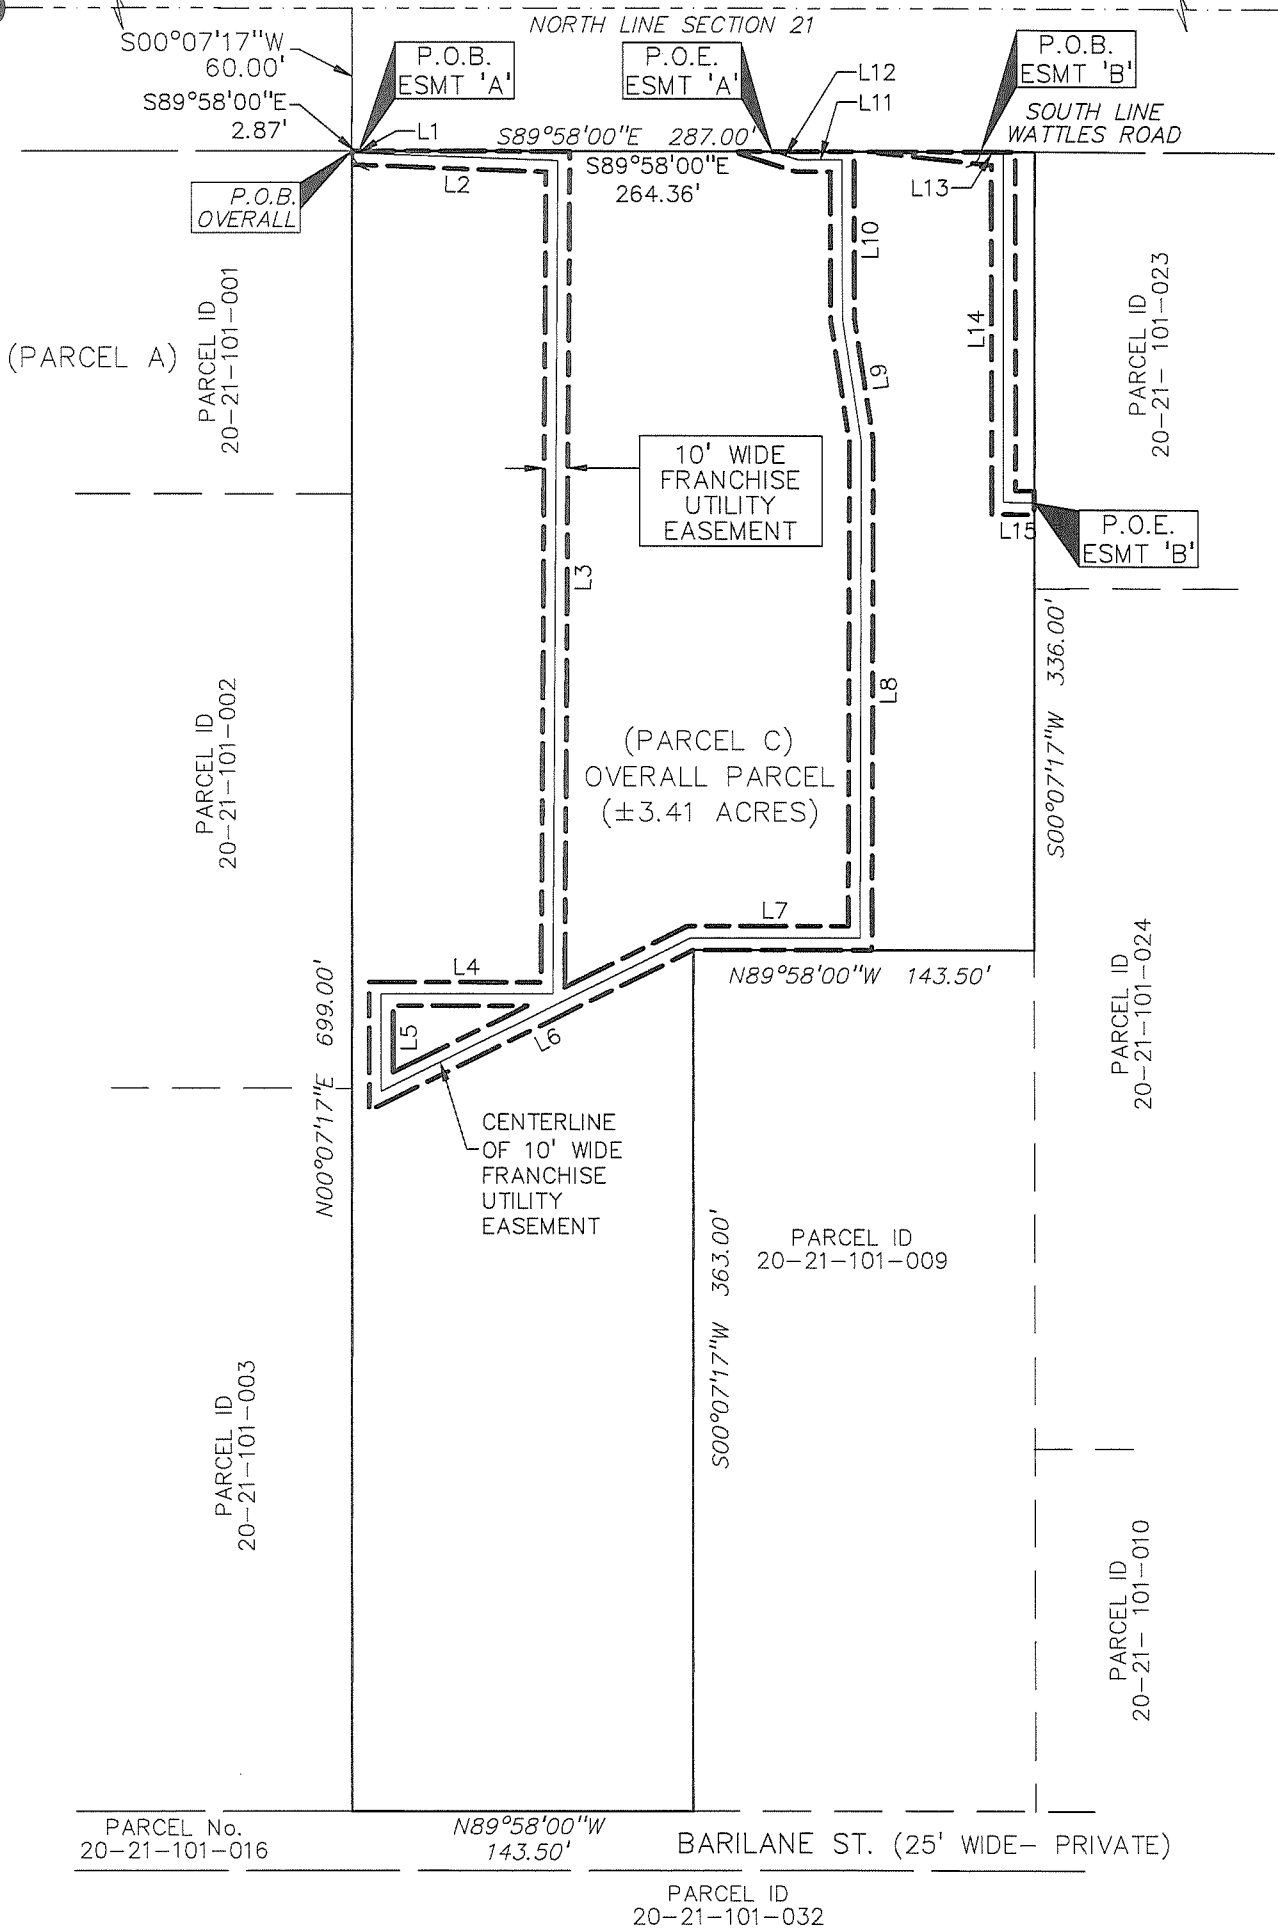 NORTH LINE SECTION 21
S00°07'17"W
60.00'
P.O.B.
ESMT 'A'
P.O.E.
ESMT 'A'
L12
L11
P.O.B.
ESMT 'B'
S89°58'00"E
2.87'
L1
S89°58'00"E 287.00'
SOUTH LINE
WATTLES ROAD
S89°58'00"E
264.36'
P.O.B.
OVERALL
L2
L13
L10
PARCEL ID
20-21-101-001
(PARCEL A)
L14
PARCEL ID
20-21- 101-023
L9
10' WIDE
FRANCHISE
UTILITY
EASEMENT
L15
P.O.E.
ESMT 'B'
L3
S00°07'17"W 336.00'
L8
PARCEL ID
20-21-101-002
(PARCEL C)
OVERALL PARCEL
(±3.41 ACRES)
L7
L4
N89°58'00"W 143.50'
PARCEL ID
20-21-101-024
L5
L6
N00°07'17"E 699.00'
CENTERLINE
OF 10' WIDE
FRANCHISE
UTILITY
EASEMENT
S00°07'17"W 363.00'
PARCEL ID
20-21-101-009
PARCEL ID
20-21-101-003
PARCEL ID
20-21- 101-010
PARCEL No.
20-21-101-016
N89°58'00"W
143.50'
BARILANE ST. (25' WIDE- PRIVATE)
PARCEL ID
20-21-101-032